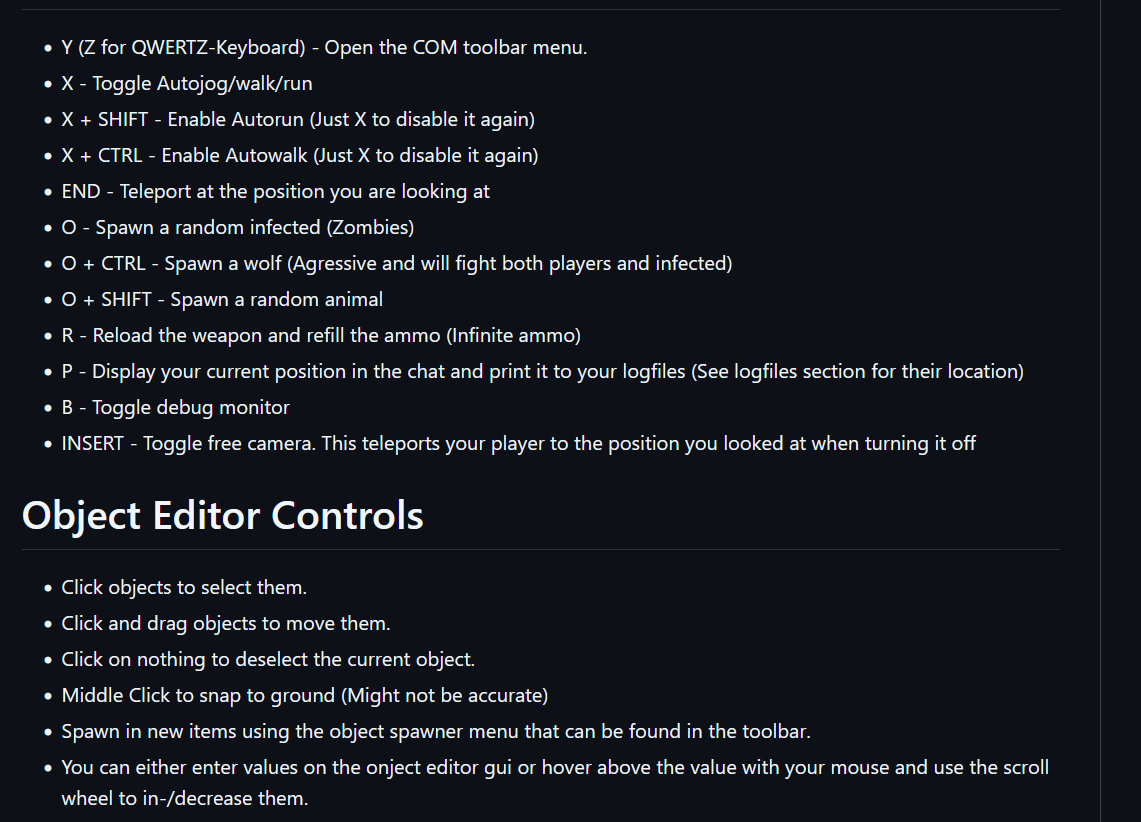 • Y (Z for QWERTZ-Keyboard) - Open the COM toolbar menu.
• X - Toggle Autojog/walk/run
• X + SHIFT - Enable Autorun (Just X to disable it again)
• X + CTRL - Enable Autowalk (Just X to disable it again)
• END - Teleport at the position you are looking at
• O - Spawn a random infected (Zombies)
• O + CTRL - Spawn a wolf (Agressive and will fight both players and infected)
• O + SHIFT - Spawn a random animal
• R - Reload the weapon and refill the ammo (Infinite ammo)
• P - Display your current position in the chat and print it to your logfiles (See logfiles section for their location)
• B - Toggle debug monitor
• INSERT - Toggle free camera. This teleports your player to the position you looked at when turning it off
Object Editor Controls
• Click objects to select them.
• Click and drag objects to move them.
• Click on nothing to deselect the current object.
• Middle Click to snap to ground (Might not be accurate)
• Spawn in new items using the object spawner menu that can be found in the toolbar.
• You can either enter values on the onject editor gui or hover above the value with your mouse and use the scroll
wheel to in-/decrease them.